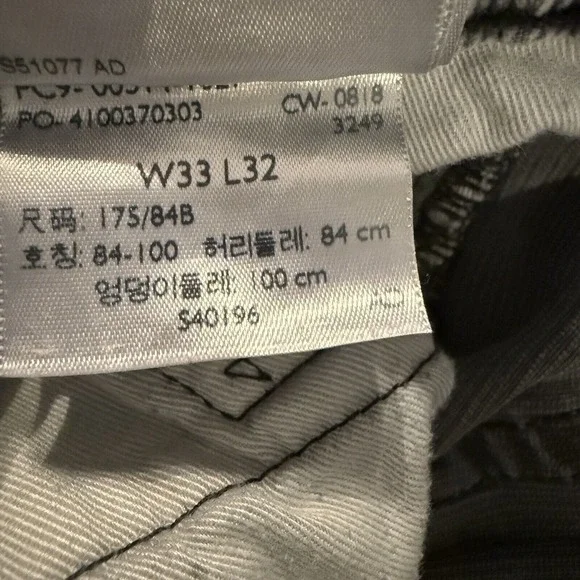 S51077 AD
PO- 4100370303
CW- 0818
3249
W33 L32
尺码: 175/84B
호칭: 84-100 허리둘레: 84 cm
엉덩이둘레: 100 cm
S40196